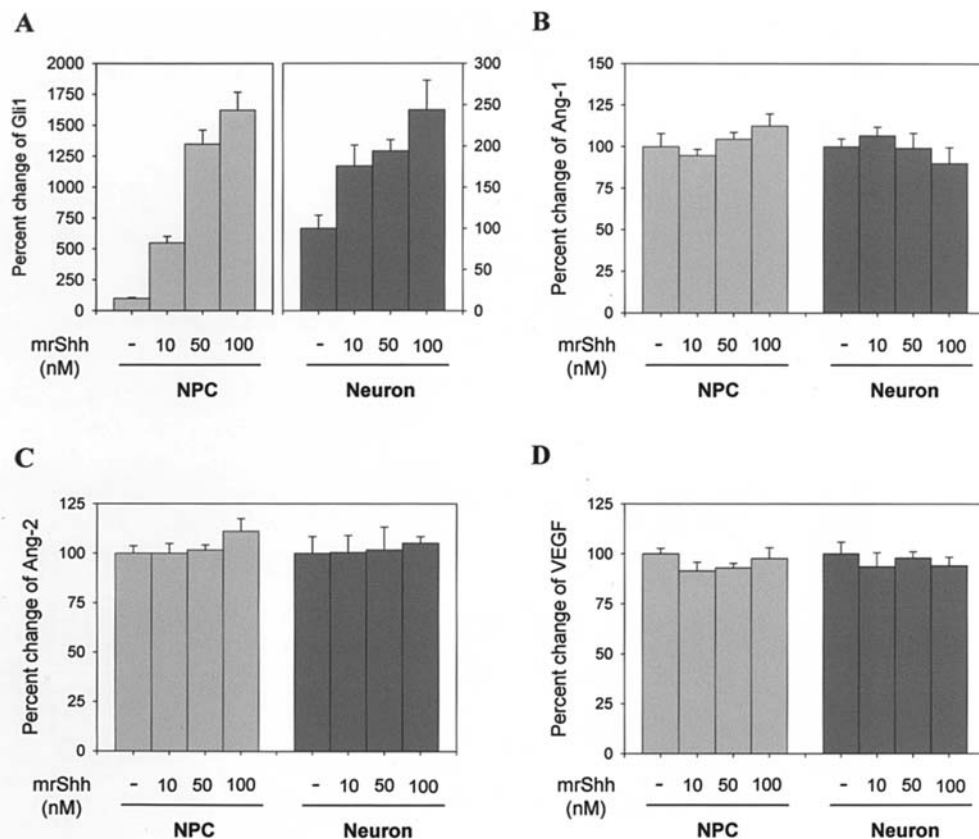 A
Percent change of Gli1
2000
1750
1500
1250
1000
750
500
250
0
300
250
200
150
100
50
0
mrShh
(nM)
- 10 50 100 - 10 50 100
NPC Neuron
B
Percent change of Ang-1
150
125
100
75
50
25
0
mrShh
(nM)
- 10 50 100 - 10 50 100
NPC Neuron
C
Percent change of Ang-2
125
100
75
50
25
0
mrShh
(nM)
- 10 50 100 - 10 50 100
NPC Neuron
D
Percent change of VEGF
125
100
75
50
25
0
mrShh
(nM)
- 10 50 100 - 10 50 100
NPC Neuron